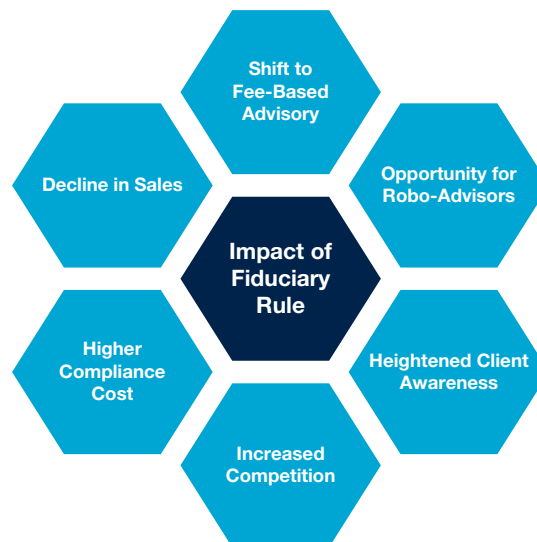 Shift to
Fee-Based
Advisory
Decline in Sales
Opportunity for
Robo-Advisors
Impact of
Fiduciary
Rule
Higher
Compliance
Cost
Heightened Client
Awareness
Increased
Competition